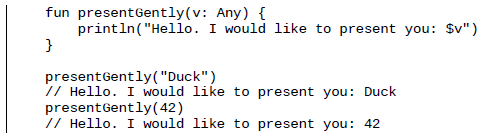 fun presentGently(v: Any) {
    println("Hello. I would like to present you: $v")
}

presentGently("Duck")
// Hello. I would like to present you: Duck
presentGently(42)
// Hello. I would like to present you: 42